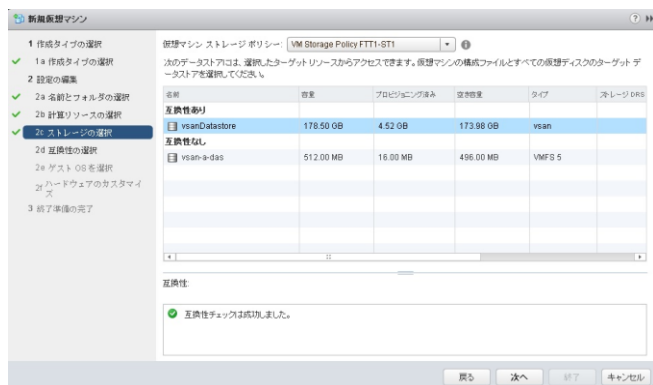 新規仮想マシン
1 作成タイプの選択
1a 作成タイプの選択
2 設定の編集
2a 名前とフォルダの選択
2b 計算リソースの選択
2c ストレージの選択
2d 互換性の選択
2e ゲスト OS を選択
2f ハードウェアのカスタマイズ
3 終了準備の完了
仮想マシン ストレージ ポリシー: VM Storage Policy FTT1-ST1
次のデータストアは、選択したターゲット リソースからアクセスできます。仮想マシンの構成ファイルとすべての仮想ディスクのターゲット デ
ータストアを選択してください。
名前 容量 プロビジョニング済み 空き容量 タイプ ストレージ DRS
互換性あり
vsanDatastore 178.50 GB 4.52 GB 173.98 GB vsan
互換性なし
vsan-a-das 512.00 MB 16.00 MB 496.00 MB VMFS 5
互換性:
互換性チェックは成功しました。
戻る 次へ 終了 キャンセル